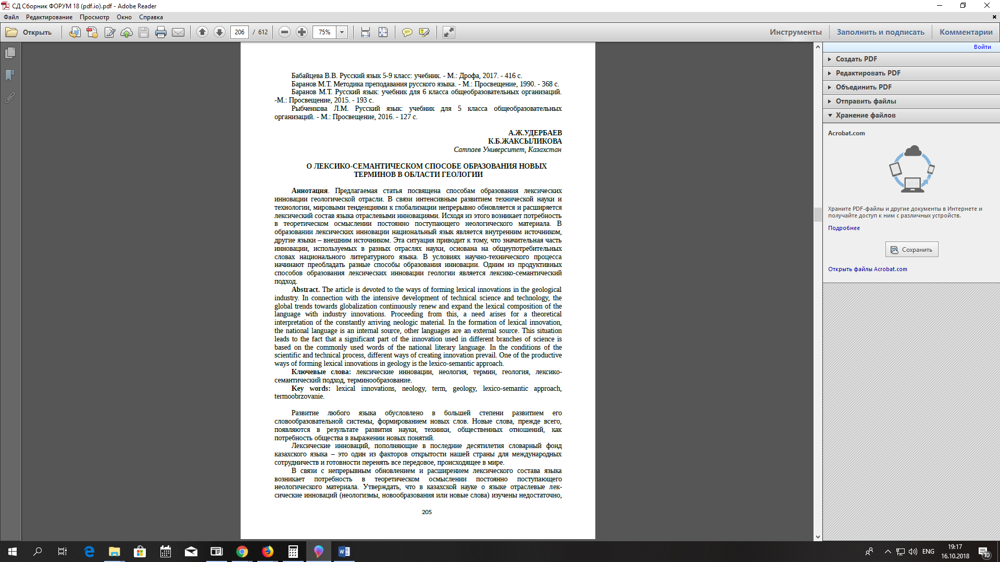 СД Сборник ФОРУМ 18 (pdf.io).pdf - Adobe Reader
Файл Редактирование Просмотр Окно Справка
Открыть 206 / 612 75% Инструменты Заполнить и подписать Комментарии
Войти
Создать PDF
Редактировать PDF
Объединить PDF
Отправить файлы
Хранение файлов
Acrobat.com
Храните PDF-файлы и другие документы в Интернете и
получайте доступ к ним с различных устройств.
Подробнее
Сохранить
Открыть файлы Acrobat.com
Бабайцева В.В. Русский язык 5-9 класс: учебник. - М.: Дрофа, 2017. - 416 с.
Баранов М.Т. Методика преподавания русского языка. - М.: Просвещение, 1990. - 368 с.
Баранов М.Т. Русский язык: учебник для 6 класса общеобразовательных организаций.
-М.: Просвещение, 2015. - 193 с.
Рыбченкова Л.М. Русский язык: учебник для 5 класса общеобразовательных
организаций. - М.: Просвещение, 2016. - 127 с.
А.Ж.УДЕРБАЕВ
К.Б.ЖАКСЫЛИКОВА
Сатпаев Университет, Казахстан
О ЛЕКСИКО-СЕМАНТИЧЕСКОМ СПОСОБЕ ОБРАЗОВАНИЯ НОВЫХ
ТЕРМИНОВ В ОБЛАСТИ ГЕОЛОГИИ
Аннотация. Предлагаемая статья посвящена способам образования лексических
инновации геологической отрасли. В связи интенсивным развитием технической науки и
технологии, мировыми тенденциями к глобализации непрерывно обновляется и расширяется
лексический состав языка отраслевыми инновациями. Исходя из этого возникает потребность
в теоретическом осмыслении постоянно поступающего неологического материала. В
образовании лексических инновации национальный язык является внутренним источником,
другие языки – внешним источником. Эта ситуация приводит к тому, что значительная часть
инновации, используемых в разных отраслях науки, основана на общеупотребительных
словах национального литературного языка. В условиях научно-технического процесса
начинают преобладать разные способы образования инновации. Одним из продуктивных
способов образования лексических инновации геологии является лексико-семантический
подход.
Abstract. The article is devoted to the ways of forming lexical innovations in the geological
industry. In connection with the intensive development of technical science and technology, the
global trends towards globalization continuously renew and expand the lexical composition of the
language with industry innovations. Proceeding from this, a need arises for a theoretical
interpretation of the constantly arriving neologic material. In the formation of lexical innovation,
the national language is an internal source, other languages are an external source. This situation
leads to the fact that a significant part of the innovation used in different branches of science is
based on the commonly used words of the national literary language. In the conditions of the
scientific and technical process, different ways of creating innovation prevail. One of the productive
ways of forming lexical innovations in geology is the lexico-semantic approach.
Ключевые слова: лексические инновации, неология, термин, геология, лексико-
семантический подход, терминообразование.
Key words: lexical innovations, neology, term, geology, lexico-semantic approach,
termoobrzovanie.
Развитие любого языка обусловлено в большей степени развитием его
словообразовательной системы, формированием новых слов. Новые слова, прежде всего,
появляются в результате развития науки, техники, общественных отношений, как
потребность общества в выражении новых понятий.
Лексические инноваций, пополняющие в последние десятилетия словарный фонд
казахского языка – это один из факторов открытости нашей страны для международных
сотрудничеств и готовности перенять все передовое, происходящее в мире.
В связи с непрерывным обновлением и расширением лексического состава языка
возникает потребность в теоретическом осмыслении постоянно поступающего
неологического материала. Утверждать, что в казахской науке о языке отраслевые лек-
сические инноваций (неологизмы, новообразования или новые слова) изучены недостаточно,
205
ENG 19:17
16.10.2018
10